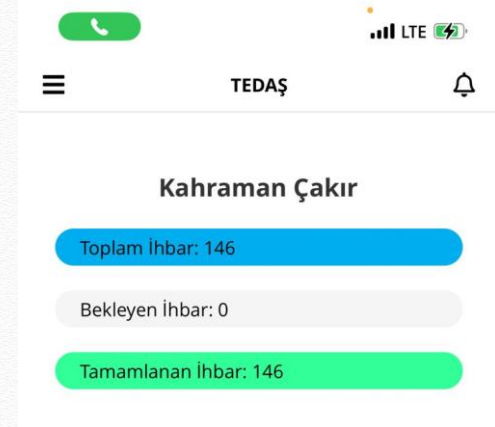 LTE
TEDAŞ
Kahraman Çakır
Toplam İhbar: 146
Bekleyen İhbar: 0
Tamamlanan İhbar: 146